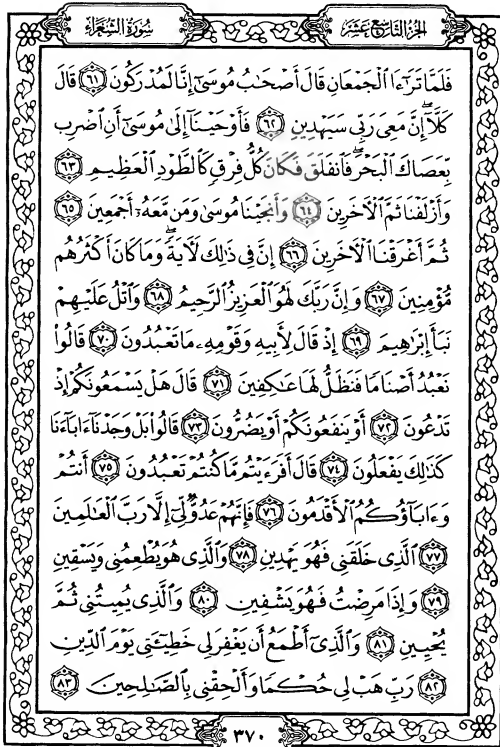 الجزء التاسع عشر
سورة الشعراء
فَلَمَّا تَرَٰٓءَا ٱلْجَمْعَانِ قَالَ أَصْحَٰبُ مُوسَىٰٓ إِنَّا لَمُدْرَكُونَ ٦١ قَالَ
كَلَّآ إِنَّ مَعِىَ رَبِّى سَيَهْدِينِ ٦٢ فَأَوْحَيْنَآ إِلَىٰ مُوسَىٰٓ أَنِ ٱضْرِب
بِّعَصَاكَ ٱلْبَحْرَ فَٱنفَلَقَ فَكَانَ كُلُّ فِرْقٍ كَٱلطَّوْدِ ٱلْعَظِيمِ ٦٣
وَأَزْلَفْنَا ثَمَّ ٱلْأَخَرِينَ ٦٤ وَأَنجَيْنَا مُوسَىٰ وَمَن مَّعَهُۥٓ أَجْمَعِينَ ٦٥
ثُمَّ أَغْرَقْنَا ٱلْأَخَرِينَ ٦٦ إِنَّ فِى ذَٰلِكَ لَأَيَةً وَمَا كَانَ أَكْثَرُهُم
مُّؤْمِنِينَ ٦٧ وَإِنَّ رَبَّكَ لَهُوَ ٱلْعَزِيزُ ٱلرَّحِيمُ ٦٨ وَٱتْلُ عَلَيْهِمْ
نَبَأَ إِبْرَٰهِيمَ ٦٩ إِذْ قَالَ لِأَبِيهِ وَقَوْمِهِۦ مَا تَعْبُدُونَ ٧٠ قَالُوا۟
نَعْبُدُ أَصْنَامًا فَنَظَلُّ لَهَا عَٰكِفِينَ ٧١ قَالَ هَلْ يَسْمَعُونَكُمْ إِذْ
تَدْعُونَ ٧٢ أَوْ يَنفَعُونَكُمْ أَوْ يَضُرُّونَ ٧٣ قَالُوا۟ بَلْ وَجَدْنَآ ءَابَآءَنَا
كَذَٰلِكَ يَفْعَلُونَ ٧٤ قَالَ أَفَرَءَيْتُم مَّا كُنتُمْ تَعْبُدُونَ ٧٥ أَنتُمْ
وَءَابَآؤُكُمُ ٱلْأَقْدَمُونَ ٧٦ فَإِنَّهُمْ عَدُوٌّ لِّىٓ إِلَّا رَبَّ ٱلْعَٰلَمِينَ
٧٧ ٱلَّذِى خَلَقَنِى فَهُوَ يَهْدِينِ ٧٨ وَٱلَّذِى هُوَ يُطْعِمُنِى وَيَسْقِينِ
٧٩ وَإِذَا مَرِضْتُ فَهُوَ يَشْفِينِ ٨٠ وَٱلَّذِى يُمِيتُنِى ثُمَّ
يُحْيِينِ ٨١ وَٱلَّذِىٓ أَطْمَعُ أَن يَغْفِرَ لِى خَطِيٓـَٔتِى يَوْمَ ٱلدِّينِ
٨٢ رَبِّ هَبْ لِى حُكْمًا وَأَلْحِقْنِى بِٱلصَّٰلِحِينَ ٨٣
٣٧٠